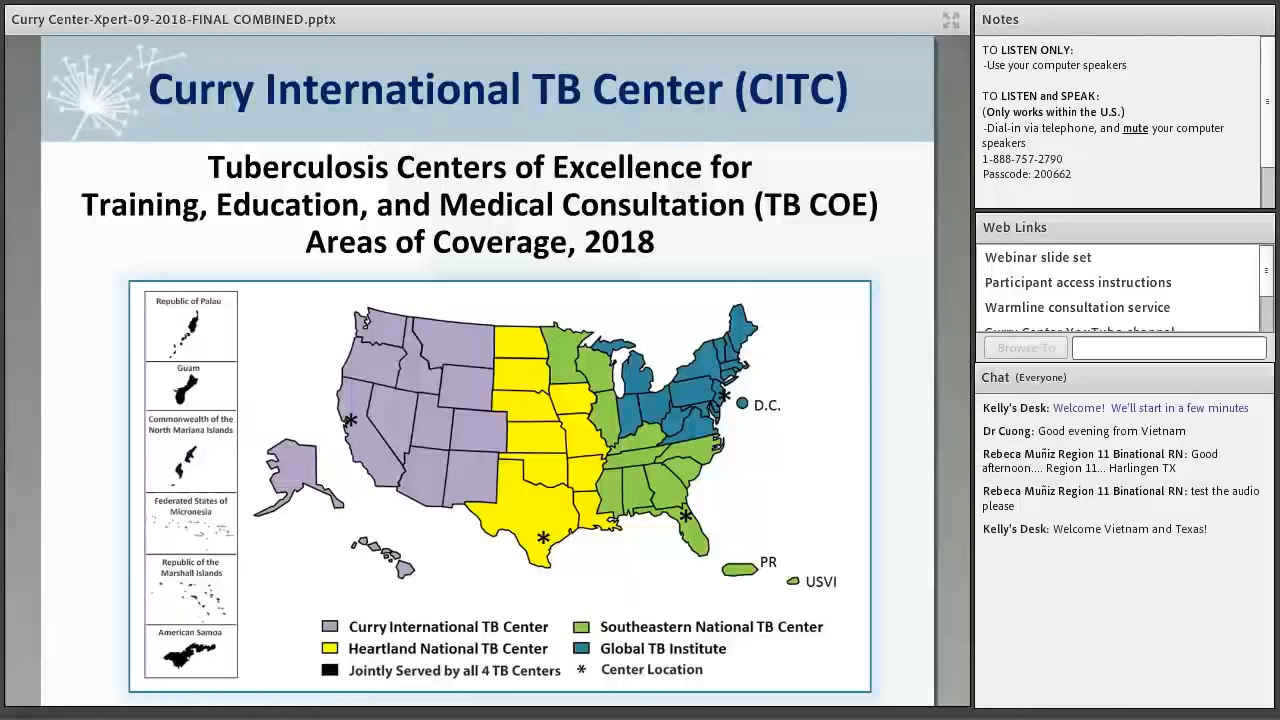 Curry Center-Xpert-09-2018-FINAL COMBINED.pptx
Curry International TB Center (CITC)
Tuberculosis Centers of Excellence for
Training, Education, and Medical Consultation (TB COE)
Areas of Coverage, 2018
Republic of Palau
Guam
Commonwealth of the
North Mariana Islands
Federated States of
Micronesia
Republic of the
Marshall Islands
American Samoa
*
*
*
*
D.C.
PR
USVI
Curry International TB Center
Southeastern National TB Center
Heartland National TB Center
Global TB Institute
Jointly Served by all 4 TB Centers
* Center Location
Notes
TO LISTEN ONLY:
-Use your computer speakers
TO LISTEN and SPEAK:
(Only works within the U.S.)
-Dial-in via telephone, and mute your computer
speakers
1-888-757-2790
Passcode: 200662
Web Links
Webinar slide set
Participant access instructions
Warmline consultation service
Curry Center YouTube channel
Browse To
Chat (Everyone)
Kelly's Desk: Welcome! We'll start in a few minutes
Dr Cuong: Good evening from Vietnam
Rebeca Muñiz Region 11 Binational RN: Good
afternoon.... Region 11... Harlingen TX
Rebeca Muñiz Region 11 Binational RN: test the audio
please
Kelly's Desk: Welcome Vietnam and Texas!